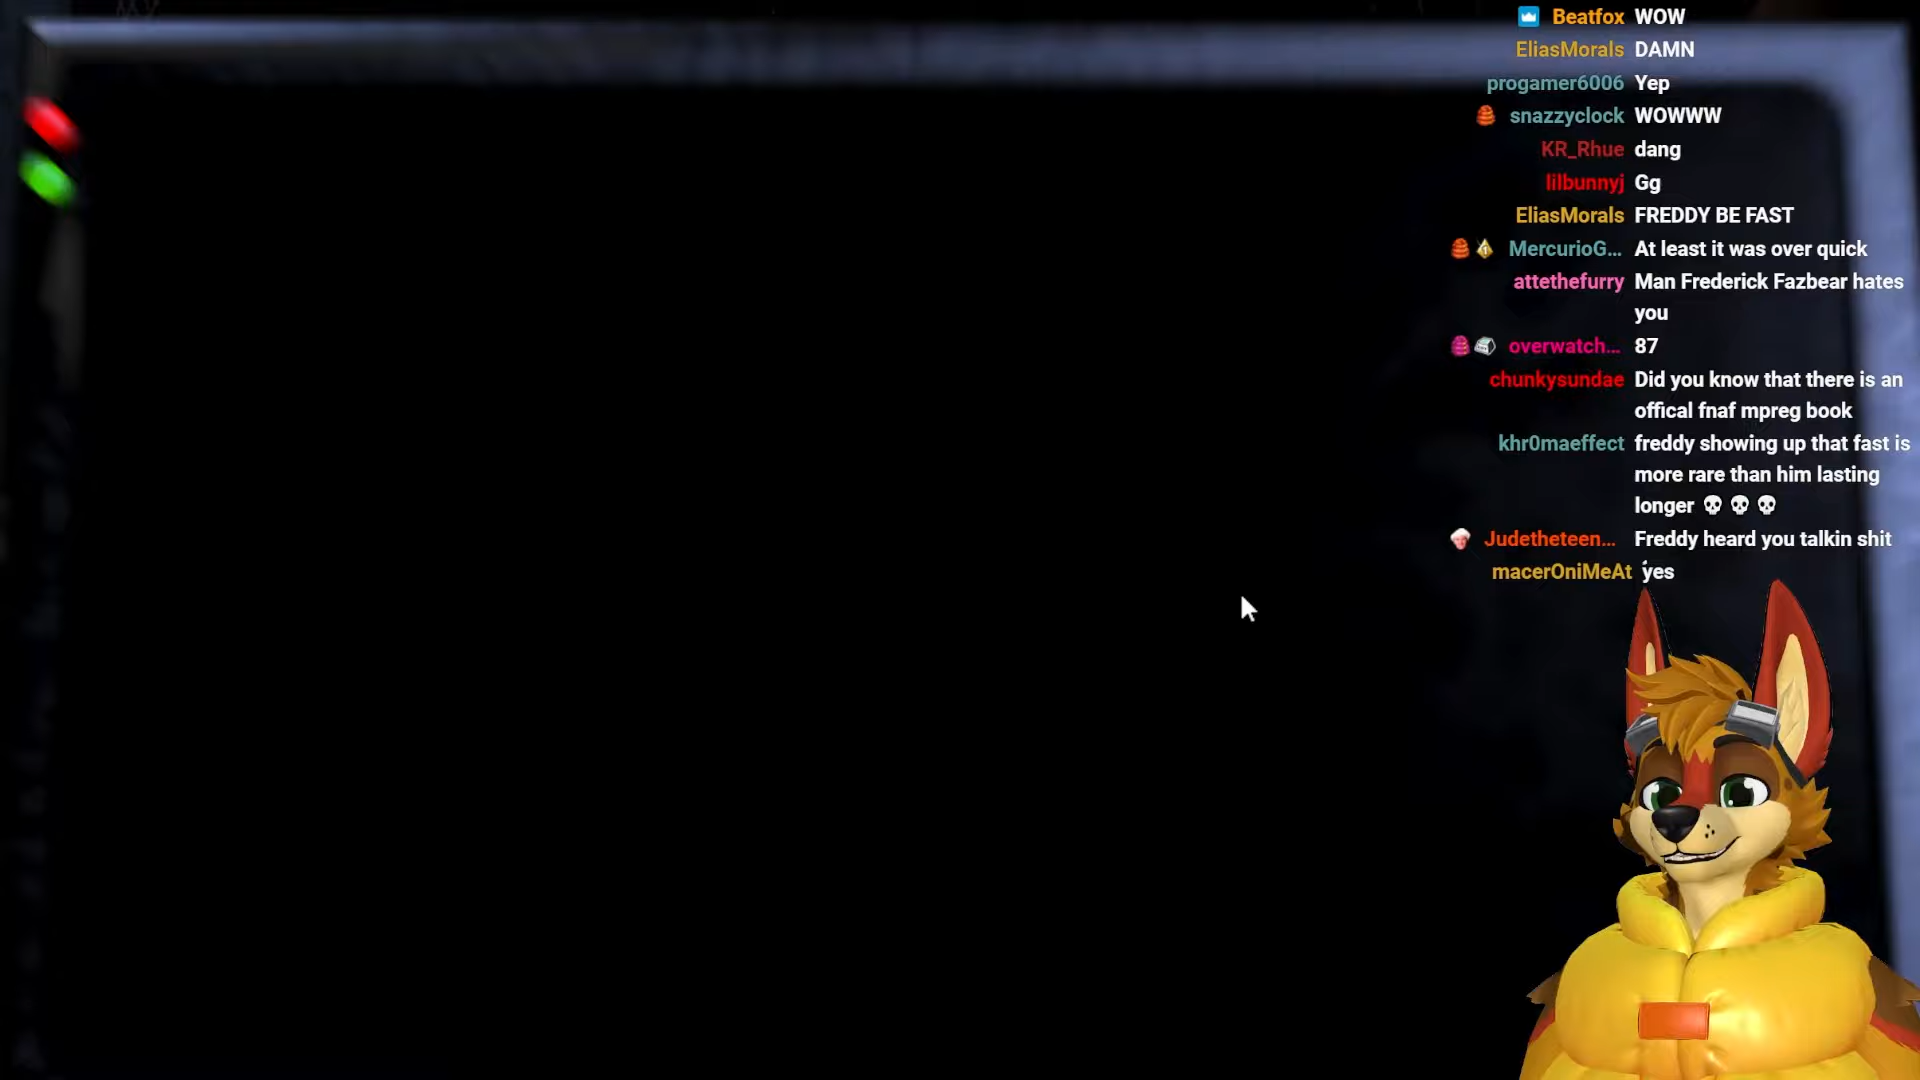 Beatfox WOW
EliasMorals DAMN
progamer6006 Yep
snazzyclock WOWWW
KR_Rhue dang
lilbunnyj Gg
EliasMorals FREDDY BE FAST
MercurioG... At least it was over quick
attethefurry Man Frederick Fazbear hates
you
overwatch... 87
chunkysundae Did you know that there is an
offical fnaf mpreg book
khr0maeffect freddy showing up that fast is
more rare than him lasting
longer 💀 💀 💀
Judetheteen... Freddy heard you talkin shit
macerOniMeAt yes